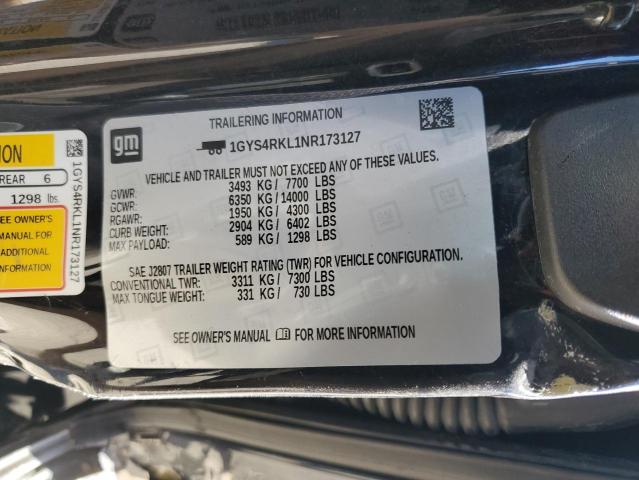 TRAILERING INFORMATION
gm
1GYS4RKL1NR173127
VEHICLE AND TRAILER MUST NOT EXCEED ANY OF THESE VALUES.
GVWR: 3493 KG / 7700 LBS
GCWR: 6350 KG / 14000 LBS
RGAWR: 1950 KG / 4300 LBS
CURB WEIGHT: 2904 KG / 6402 LBS
MAX PAYLOAD: 589 KG / 1298 LBS
SAE J2807 TRAILER WEIGHT RATING (TWR) FOR VEHICLE CONFIGURATION.
CONVENTIONAL TWR: 3311 KG / 7300 LBS
MAX TONGUE WEIGHT: 331 KG / 730 LBS
SEE OWNER'S MANUAL FOR MORE INFORMATION
REAR 6
1298 lbs.
SEE OWNER'S
MANUAL FOR
ADDITIONAL
INFORMATION
1GYS4RKL1NR173127